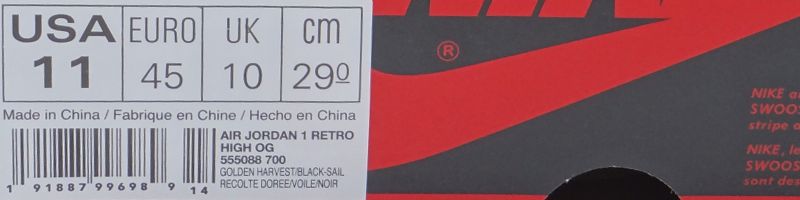 USA EURO UK cm
11 45 10 290
Made in China / Fabrique en Chine / Hecho en China
AIR JORDAN 1 RETRO
HIGH OG
555088 700
GOLDEN HARVEST/BLACK-SAIL
RECOLTE DOREE/VOILE/NOIR
1 91887 99698 9 14
®
NIKE
SWOOS
stripe
NIKE, le
SWOOS
sont des